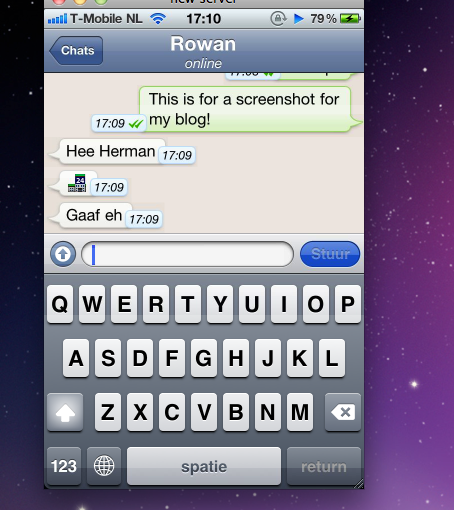 new server
T-Mobile NL 17:10 79%
Chats Rowan
online
This is for a screenshot for
my blog!
17:09
Hee Herman 17:09
24 17:09
Gaaf eh 17:09
Stuur
Q W E R T Y U I O P
A S D F G H J K L
Z X C V B N M
123 spatie return